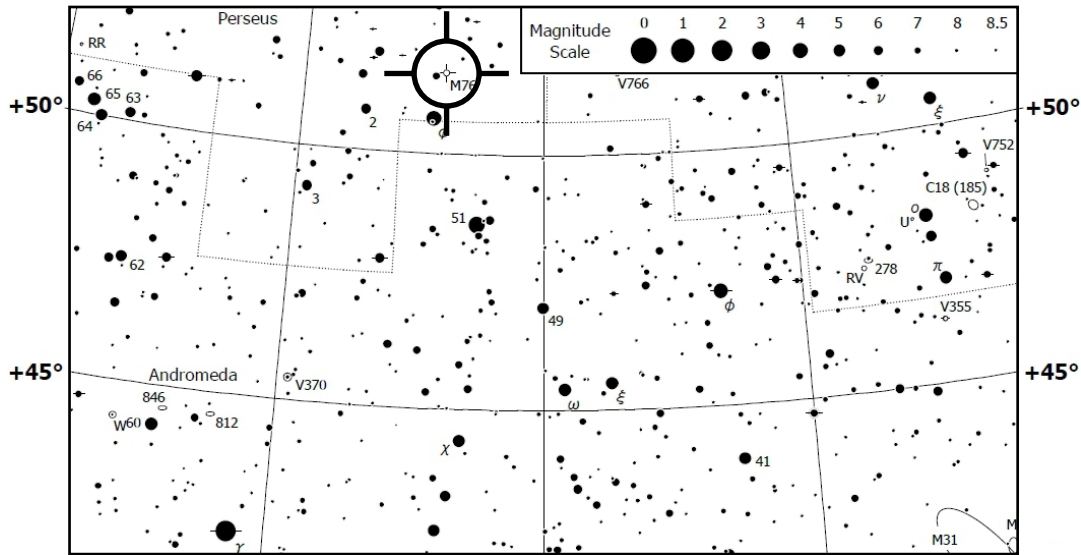 Perseus
Magnitude Scale
0 1 2 3 4 5 6 7 8 8.5
RR
66
65
63
64
M76
V766
ν
ξ
+50°
+50°
2
φ
V752
C18 (185)
3
51
ο
U
62
278
RV
π
ϕ
V355
49
+45°
+45°
Andromeda
V370
846
W
60
812
ω
ξ
χ
41
γ
M31
M